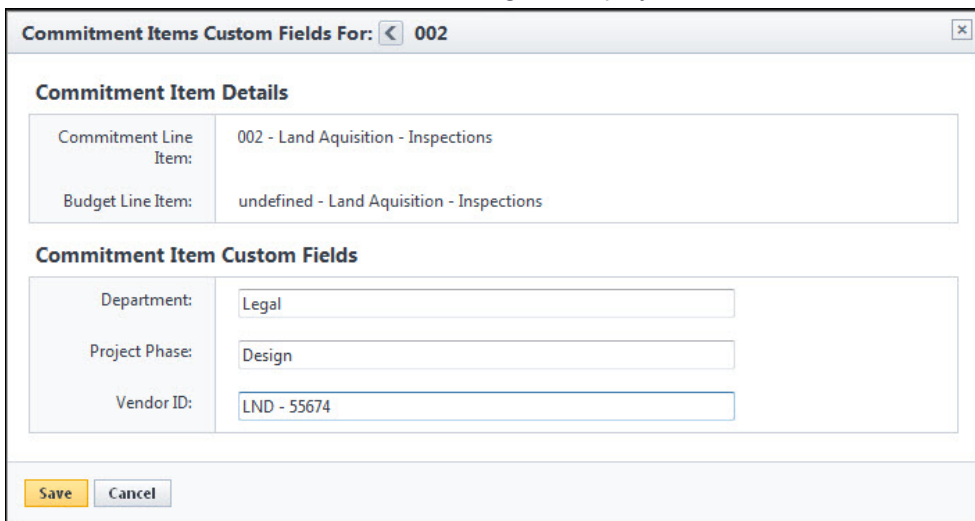 Commitment Items Custom Fields For: < 002
Commitment Item Details
Commitment Line Item: 002 - Land Aquisition - Inspections
Budget Line Item: undefined - Land Aquisition - Inspections
Commitment Item Custom Fields
Department: Legal
Project Phase: Design
Vendor ID: LND - 55674
Save Cancel